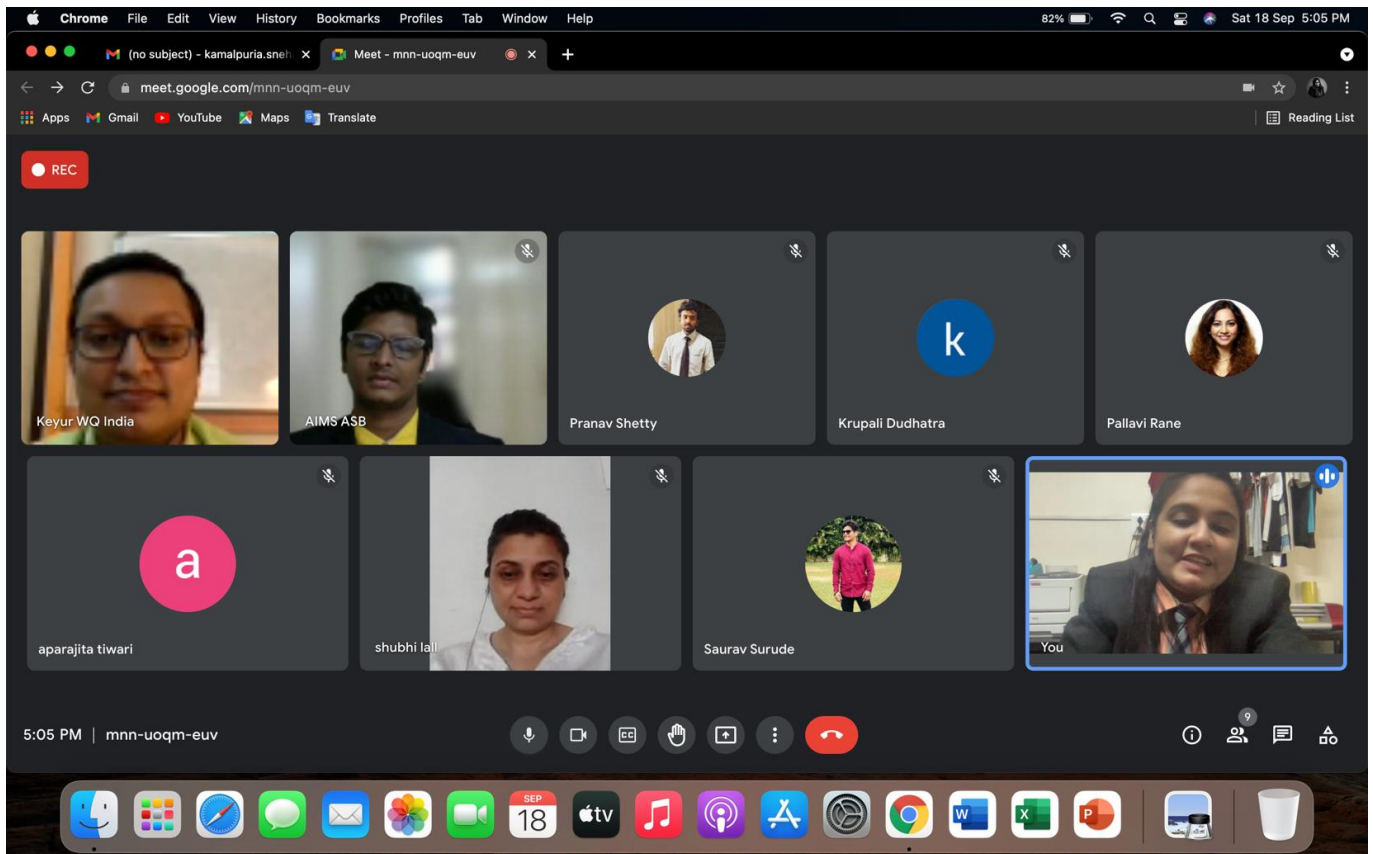 Chrome File Edit View History Bookmarks Profiles Tab Window Help 82% Sat 18 Sep 5:05 PM
(no subject) - kamalpuria.sneh Meet - mnn-uoqm-euv
meet.google.com/mnn-uoqm-euv
Apps Gmail YouTube Maps Translate Reading List
REC
Keyur WQ India AIMS ASB Pranav Shetty k Krupali Dudhatra Pallavi Rane
a
aparajita tiwari shubhi lall Saurav Surude You
5:05 PM | mnn-uoqm-euv CC 9
SEP
18 tv W X P